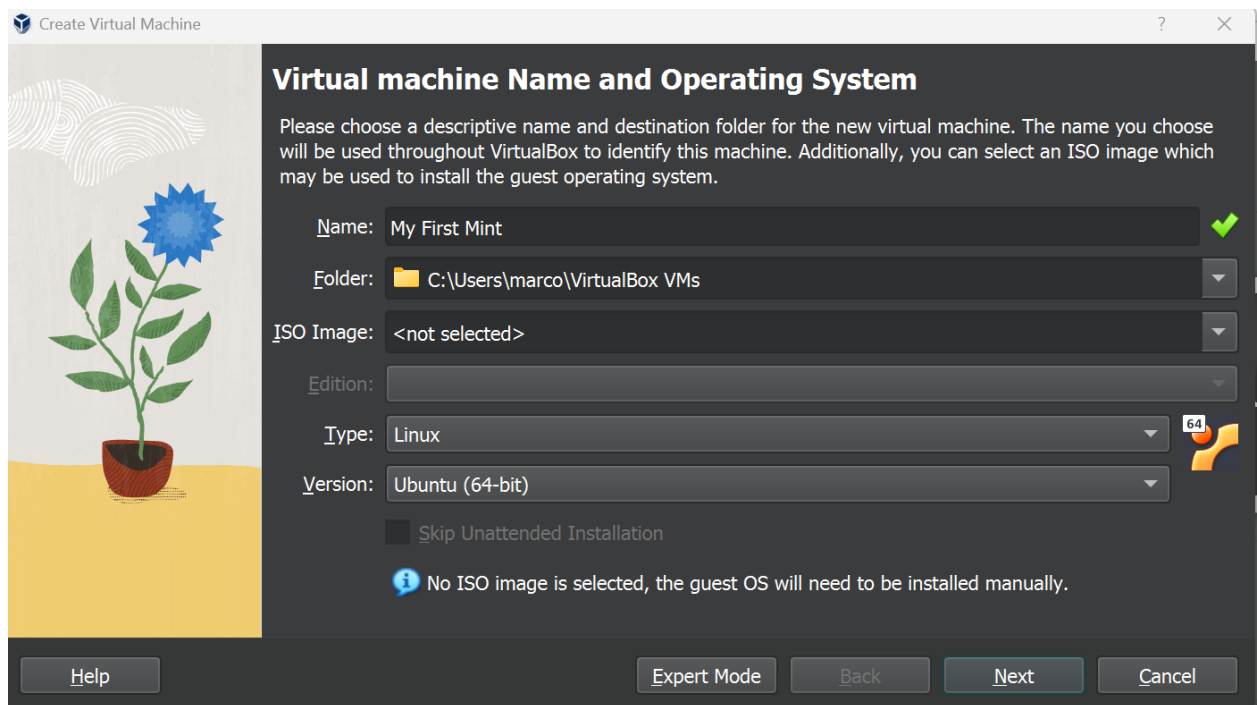 Create Virtual Machine
?
Virtual machine Name and Operating System
Please choose a descriptive name and destination folder for the new virtual machine. The name you choose
will be used throughout VirtualBox to identify this machine. Additionally, you can select an ISO image which
may be used to install the guest operating system.
Name: My First Mint
Folder: C:\Users\marco\VirtualBox VMs
ISO Image: <not selected>
Edition:
Type: Linux
64
Version: Ubuntu (64-bit)
Skip Unattended Installation
No ISO image is selected, the guest OS will need to be installed manually.
Help Expert Mode Back Next Cancel